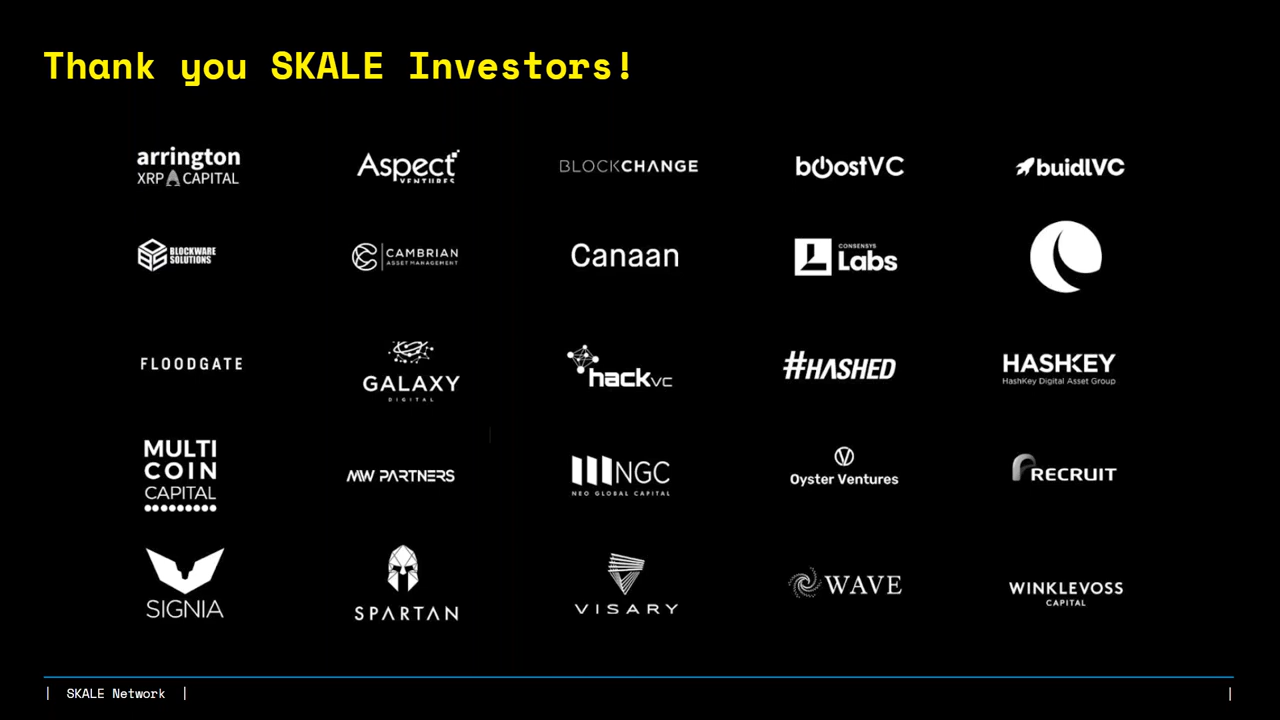 Thank you SKALE Investors!
arrington
XRP CAPITAL
Aspect
VENTURES
BLOCKCHANGE
boostVC
buidlVC
BLOCKWARE
SOLUTIONS
CAMBRIAN
ASSET MANAGEMENT
Canaan
CONSENSYS
Labs
FLOODGATE
GALAXY
DIGITAL
hackVC
#HASHED
HASHKEY
HashKey Digital Asset Group
MULTI
COIN
CAPITAL
MW PARTNERS
NGC
NEO GLOBAL CAPITAL
Oyster Ventures
RECRUIT
SIGNIA
SPARTAN
VISARY
WAVE
WINKLEVOSS
CAPITAL
| SKALE Network | |